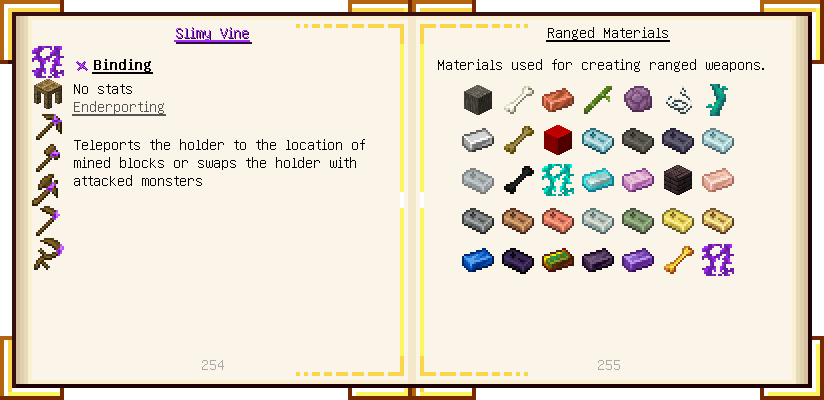 Slimy Vine
Binding
No stats
Enderporting
Teleports the holder to the location of
mined blocks or swaps the holder with
attacked monsters
254
Ranged Materials
Materials used for creating ranged weapons.
255